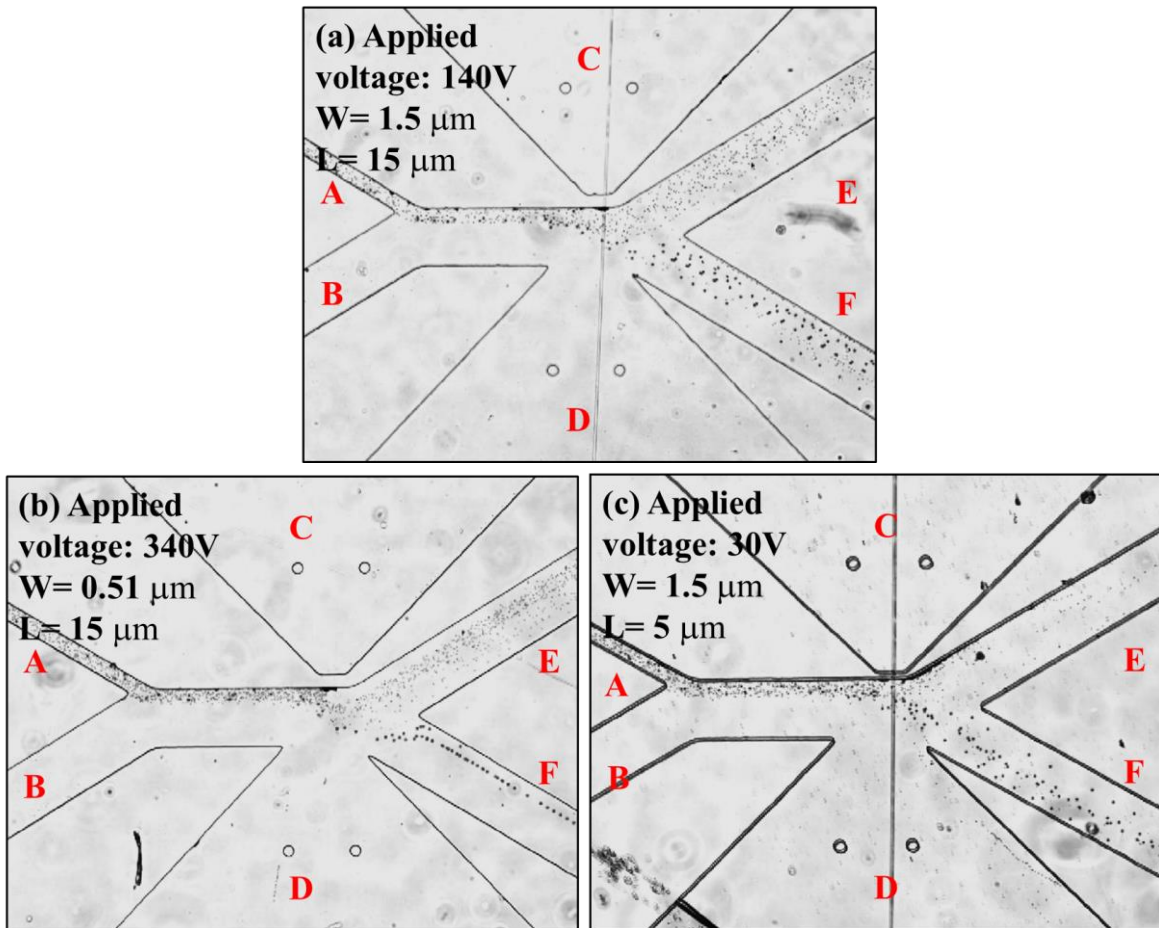 (a) Applied
voltage: 140V
W= 1.5 μm
L= 15 μm
C
A
E
B
F
D
(b) Applied
voltage: 340V
W= 0.51 μm
L= 15 μm
C
A
E
B
F
D
(c) Applied
voltage: 30V
W= 1.5 μm
L= 5 μm
C
A
E
B
F
D